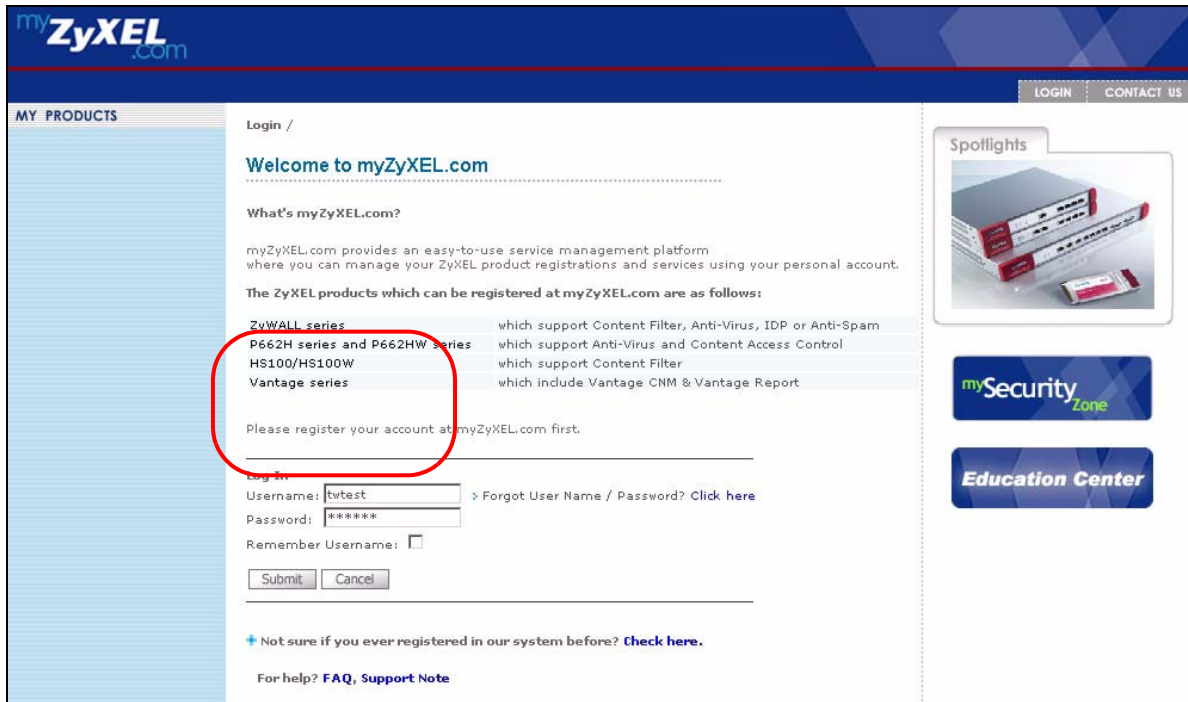 myZyXEL.com
LOGIN CONTACT US
MY PRODUCTS
Login /
Welcome to myZyXEL.com
What's myZyXEL.com?
myZyXEL.com provides an easy-to-use service management platform
where you can manage your ZyXEL product registrations and services using your personal account.
The ZyXEL products which can be registered at myZyXEL.com are as follows:
ZyWALL series which support Content Filter, Anti-Virus, IDP or Anti-Spam
P662H series and P662HW series which support Anti-Virus and Content Access Control
HS100/HS100W which support Content Filter
Vantage series which include Vantage CNM & Vantage Report
Please register your account at myZyXEL.com first.
Log In
Username: twtest > Forgot User Name / Password? Click here
Password: ******
Remember Username:
Submit Cancel
Not sure if you ever registered in our system before? Check here.
For help? FAQ, Support Note
Spotlights
mySecurity Zone
Education Center